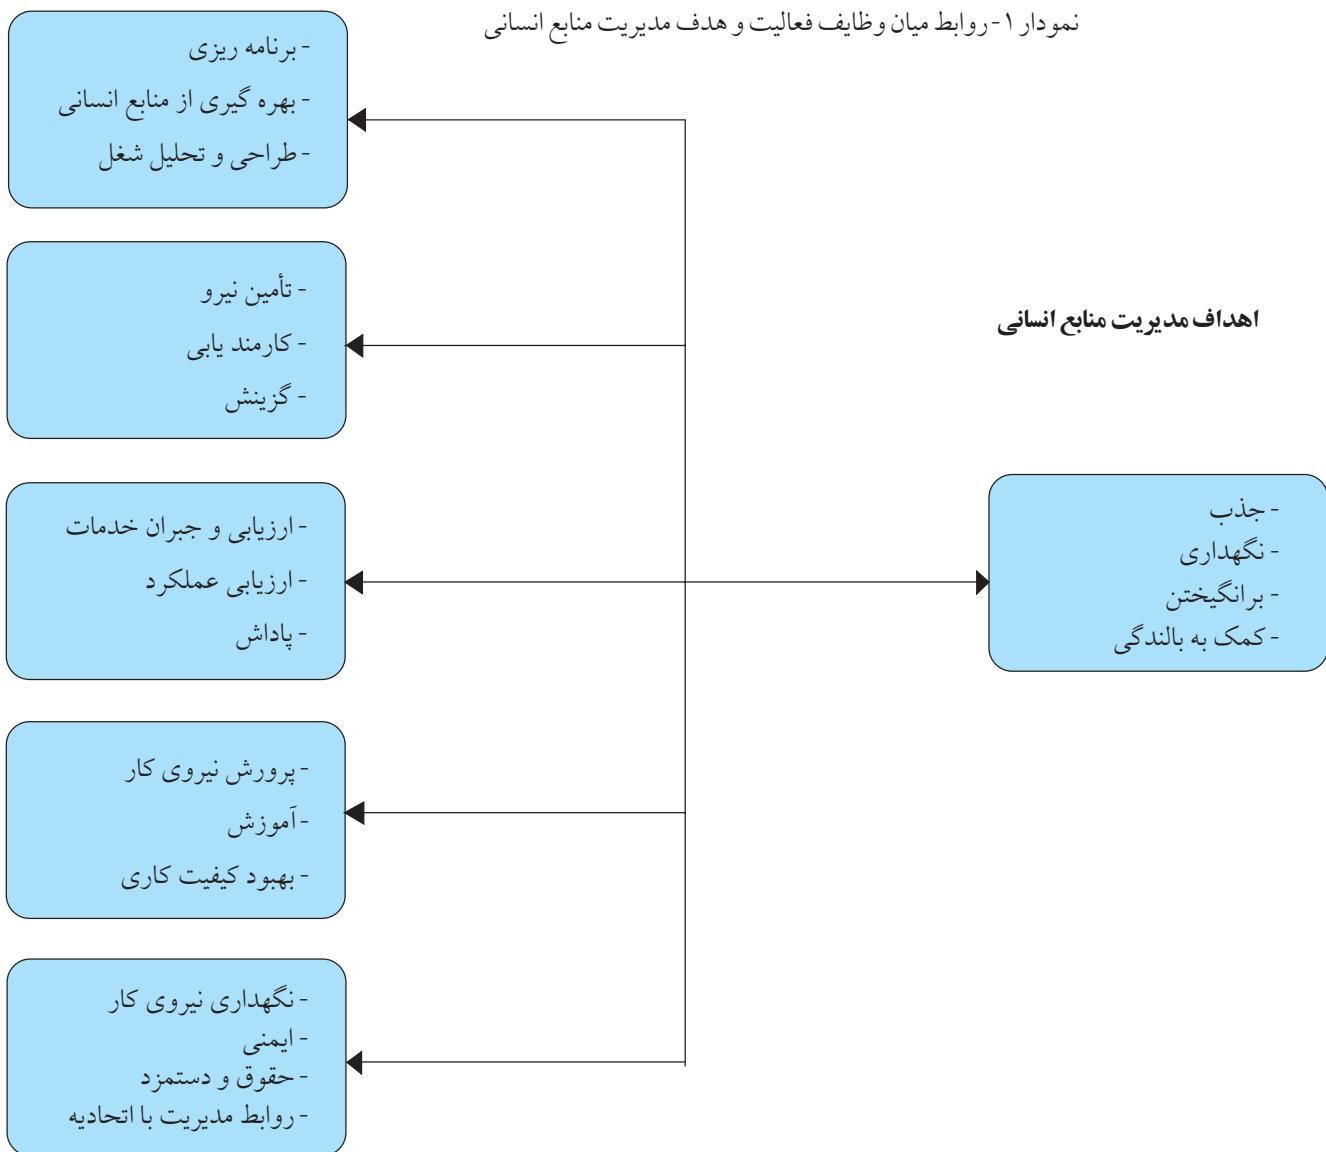 نمودار ۱- روابط میان وظایف فعالیت و هدف مدیریت منابع انسانی
اهداف مدیریت منابع انسانی
- جذب
- نگهداری
- برانگیختن
- کمک به بالندگی
- برنامه ریزی
- بهره گیری از منابع انسانی
- طراحی و تحلیل شغل
- تأمین نیرو
- کارمند یابی
- گزینش
- ارزیابی و جبران خدمات
- ارزیابی عملکرد
- پاداش
- پرورش نیروی کار
- آموزش
- بهبود کیفیت کاری
- نگهداری نیروی کار
- ایمنی
- حقوق و دستمزد
- روابط مدیریت با اتحادیه